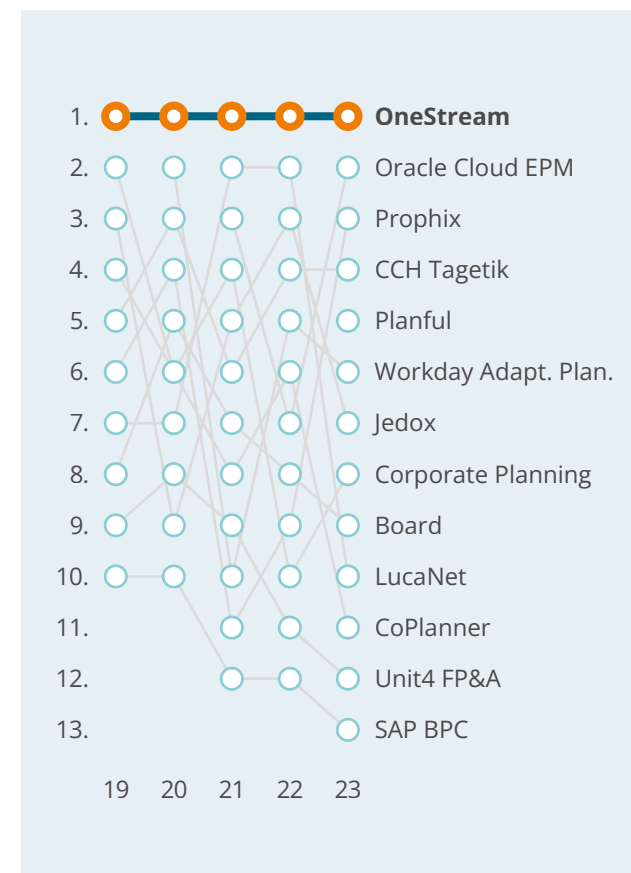 1. OneStream
2. Oracle Cloud EPM
3. Prophix
4. CCH Tagetik
5. Planful
6. Workday Adapt. Plan.
7. Jedox
8. Corporate Planning
9. Board
10. LucaNet
11. CoPlanner
12. Unit4 FP&A
13. SAP BPC
19 20 21 22 23